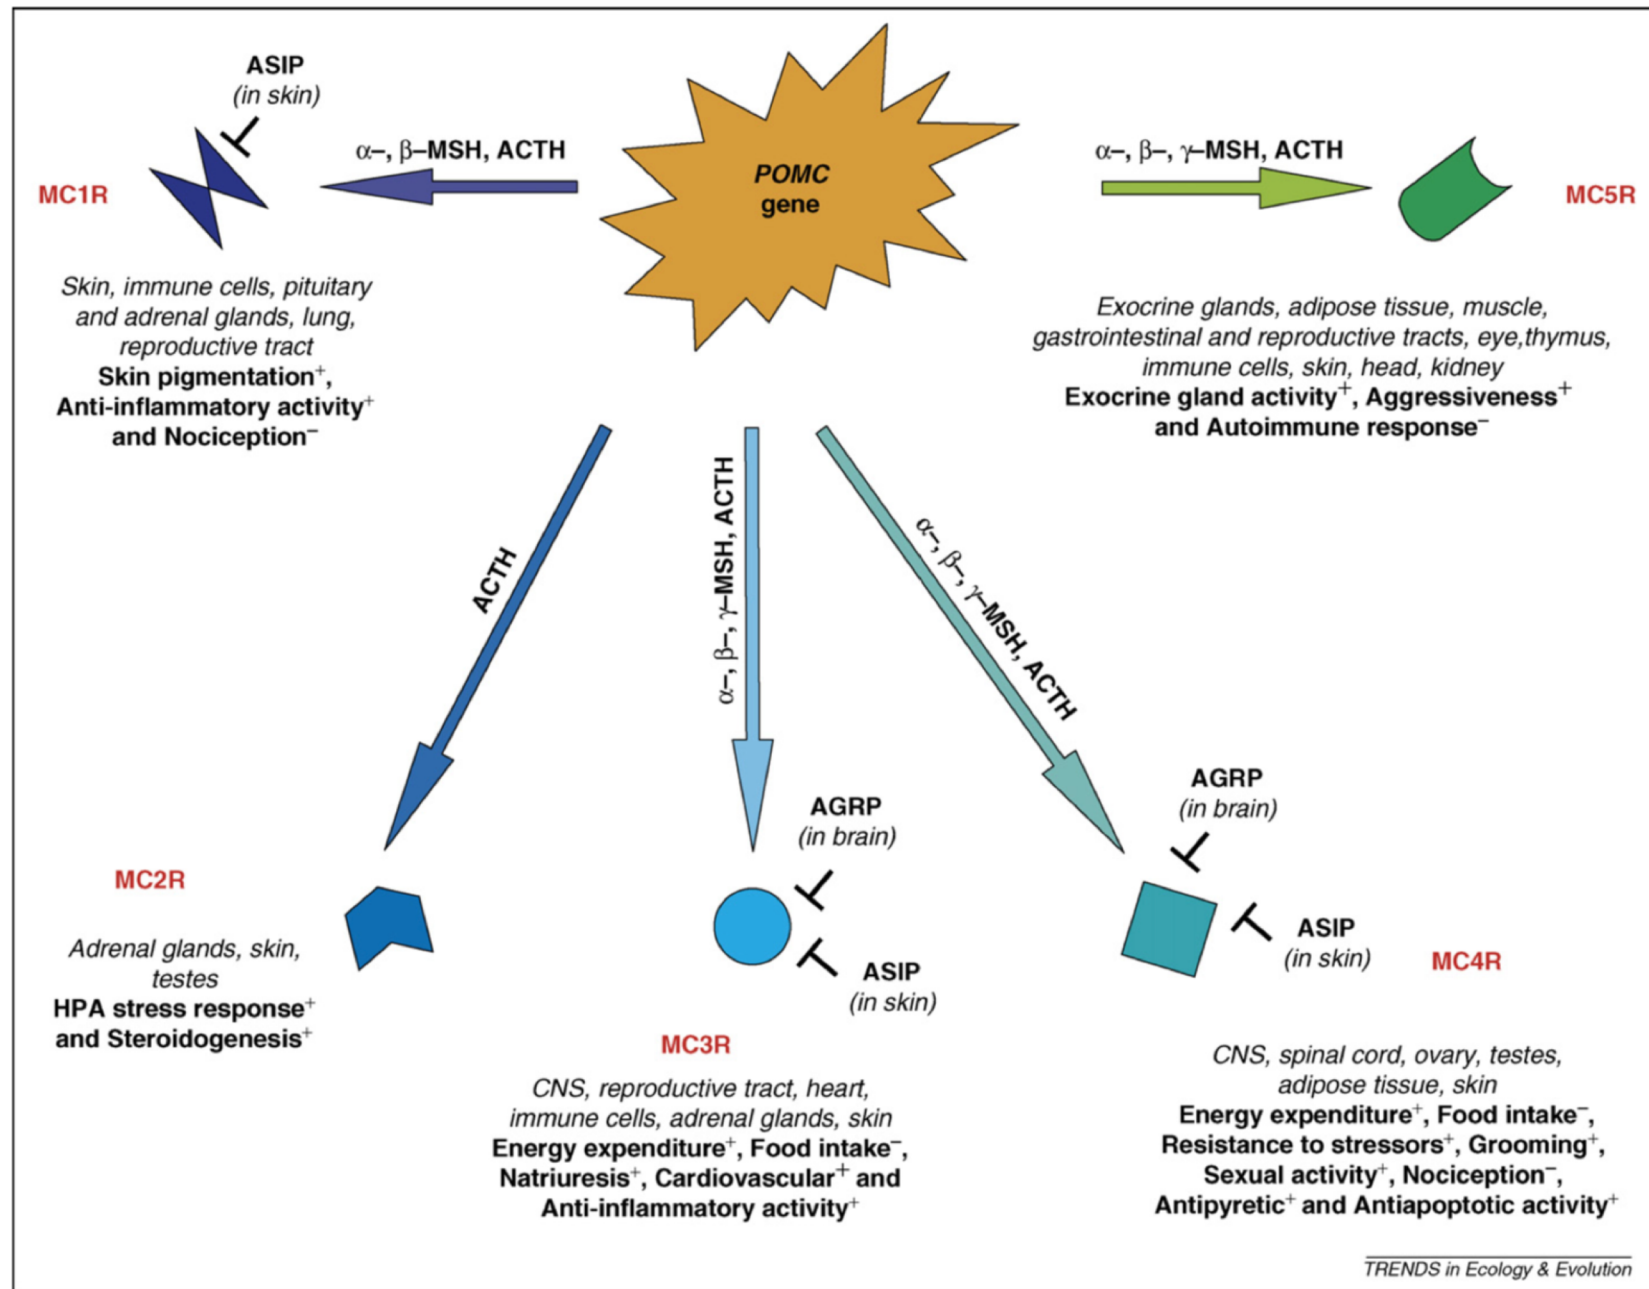 ASIP
(in skin)
α–, β–MSH, ACTH
MC1R
POMC
gene
α–, β–, γ–MSH, ACTH
MC5R
Skin, immune cells, pituitary
and adrenal glands, lung,
reproductive tract
Skin pigmentation⁺,
Anti-inflammatory activity⁺
and Nociception⁻
Exocrine glands, adipose tissue, muscle,
gastrointestinal and reproductive tracts, eye,thymus,
immune cells, skin, head, kidney
Exocrine gland activity⁺, Aggressiveness⁺
and Autoimmune response⁻
ACTH
α–, β–, γ–MSH, ACTH
α–, β–, γ–MSH, ACTH
MC2R
Adrenal glands, skin,
testes
HPA stress response⁺
and Steroidogenesis⁺
AGRP
(in brain)
ASIP
(in skin)
MC3R
CNS, reproductive tract, heart,
immune cells, adrenal glands, skin
Energy expenditure⁺, Food intake⁻,
Natriuresis⁺, Cardiovascular⁺ and
Anti-inflammatory activity⁺
AGRP
(in brain)
ASIP
(in skin)
MC4R
CNS, spinal cord, ovary, testes,
adipose tissue, skin
Energy expenditure⁺, Food intake⁻,
Resistance to stressors⁺, Grooming⁺,
Sexual activity⁺, Nociception⁻,
Antipyretic⁺ and Antiapoptotic activity⁺
TRENDS in Ecology & Evolution